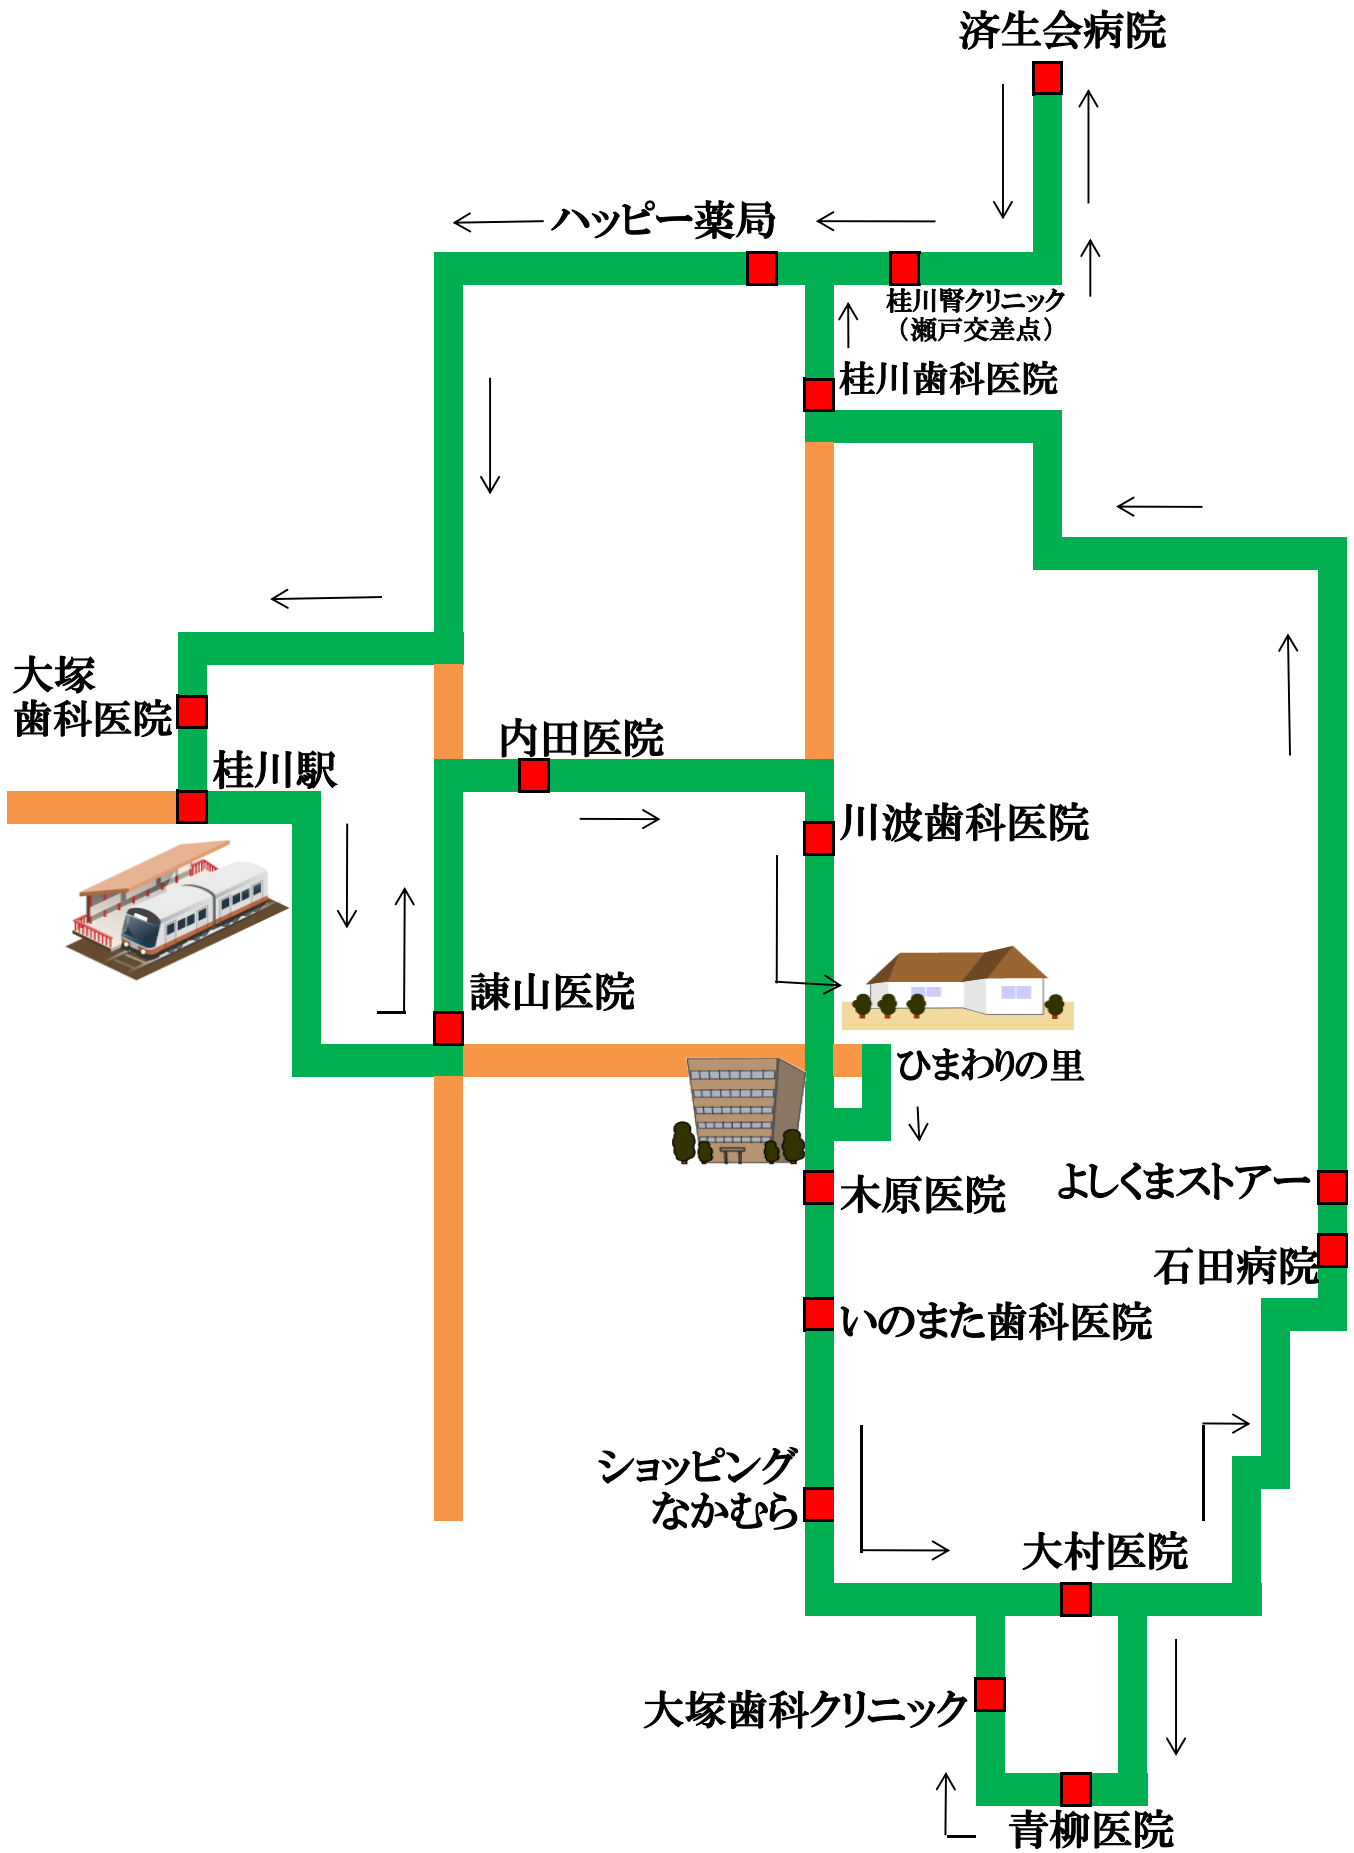 済生会病院
ハッピー薬局
桂川腎クリニック
（瀬戸交差点）
桂川歯科医院
大塚
歯科医院
内田医院
桂川駅
川波歯科医院
諌山医院
ひまわりの里
よしくまストアー
木原医院
石田病院
いのまた歯科医院
ショッピング
なかむら
大村医院
大塚歯科クリニック
青柳医院